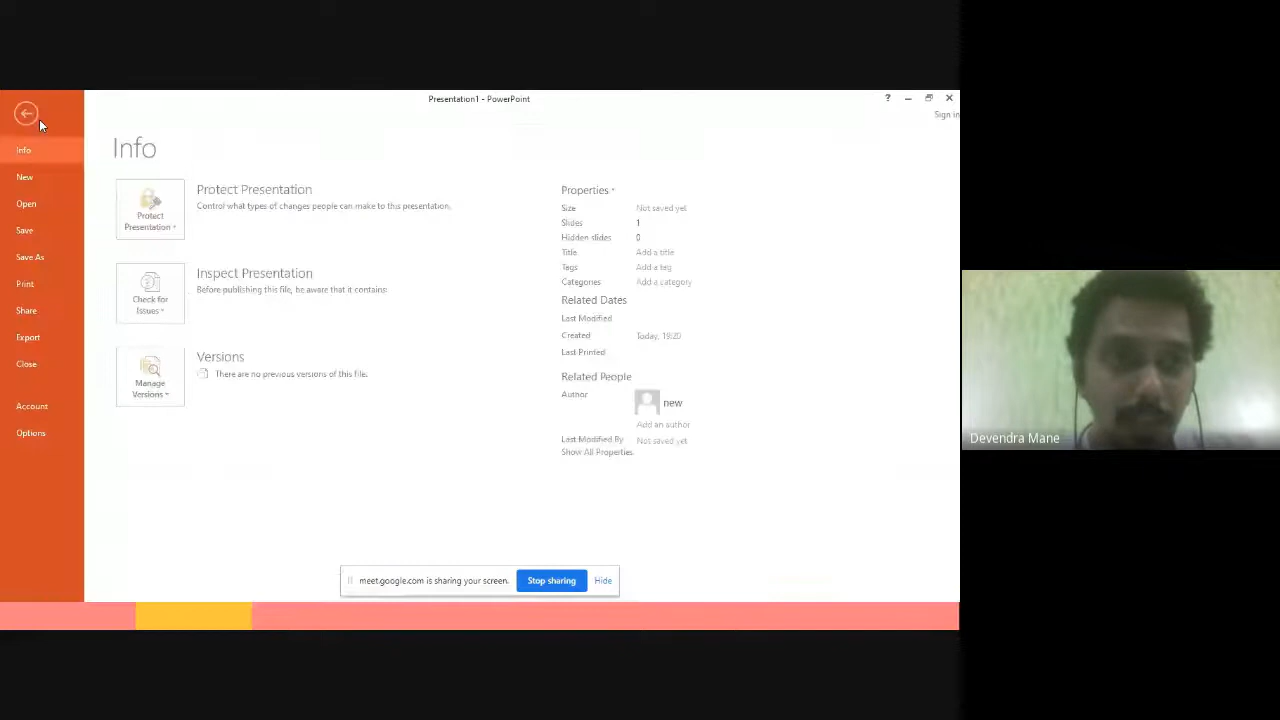 Presentation1 - PowerPoint
?
Sign in
Info
New
Open
Save
Save As
Print
Share
Export
Close
Account
Options
Info
Protect Presentation
Protect Presentation
Control what types of changes people can make to this presentation.
Check for Issues
Inspect Presentation
Before publishing this file, be aware that it contains:
Manage Versions
Versions
There are no previous versions of this file.
Properties
Size Not saved yet
Slides 1
Hidden slides 0
Title Add a title
Tags Add a tag
Categories Add a category
Related Dates
Last Modified
Created Today, 19:20
Last Printed
Related People
Author new
Add an author
Last Modified By Not saved yet
Show All Properties
meet.google.com is sharing your screen. Stop sharing Hide
Devendra Mane